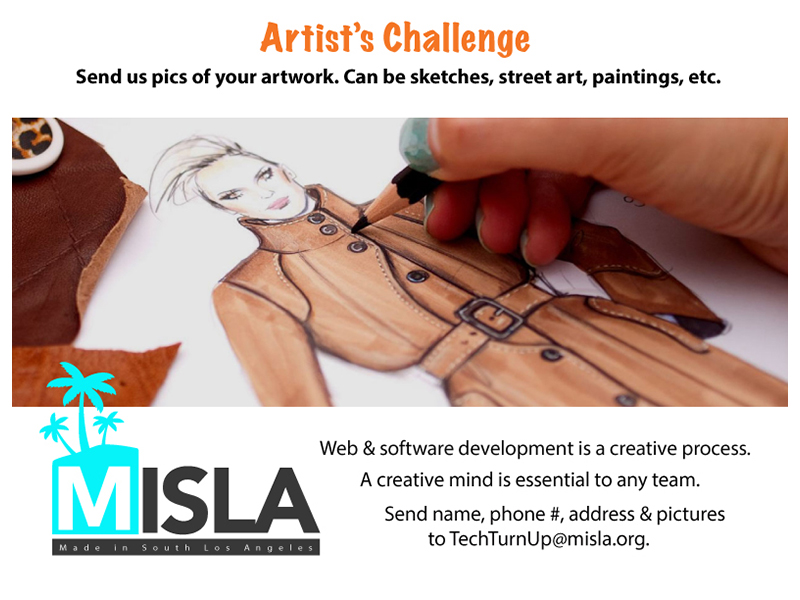 Artist's Challenge
Send us pics of your artwork. Can be sketches, street art, paintings, etc.
Web & software development is a creative process.
A creative mind is essential to any team.
Send name, phone #, address & pictures
to TechTurnUp@misla.org.
MISLA
Made in South Los Angeles